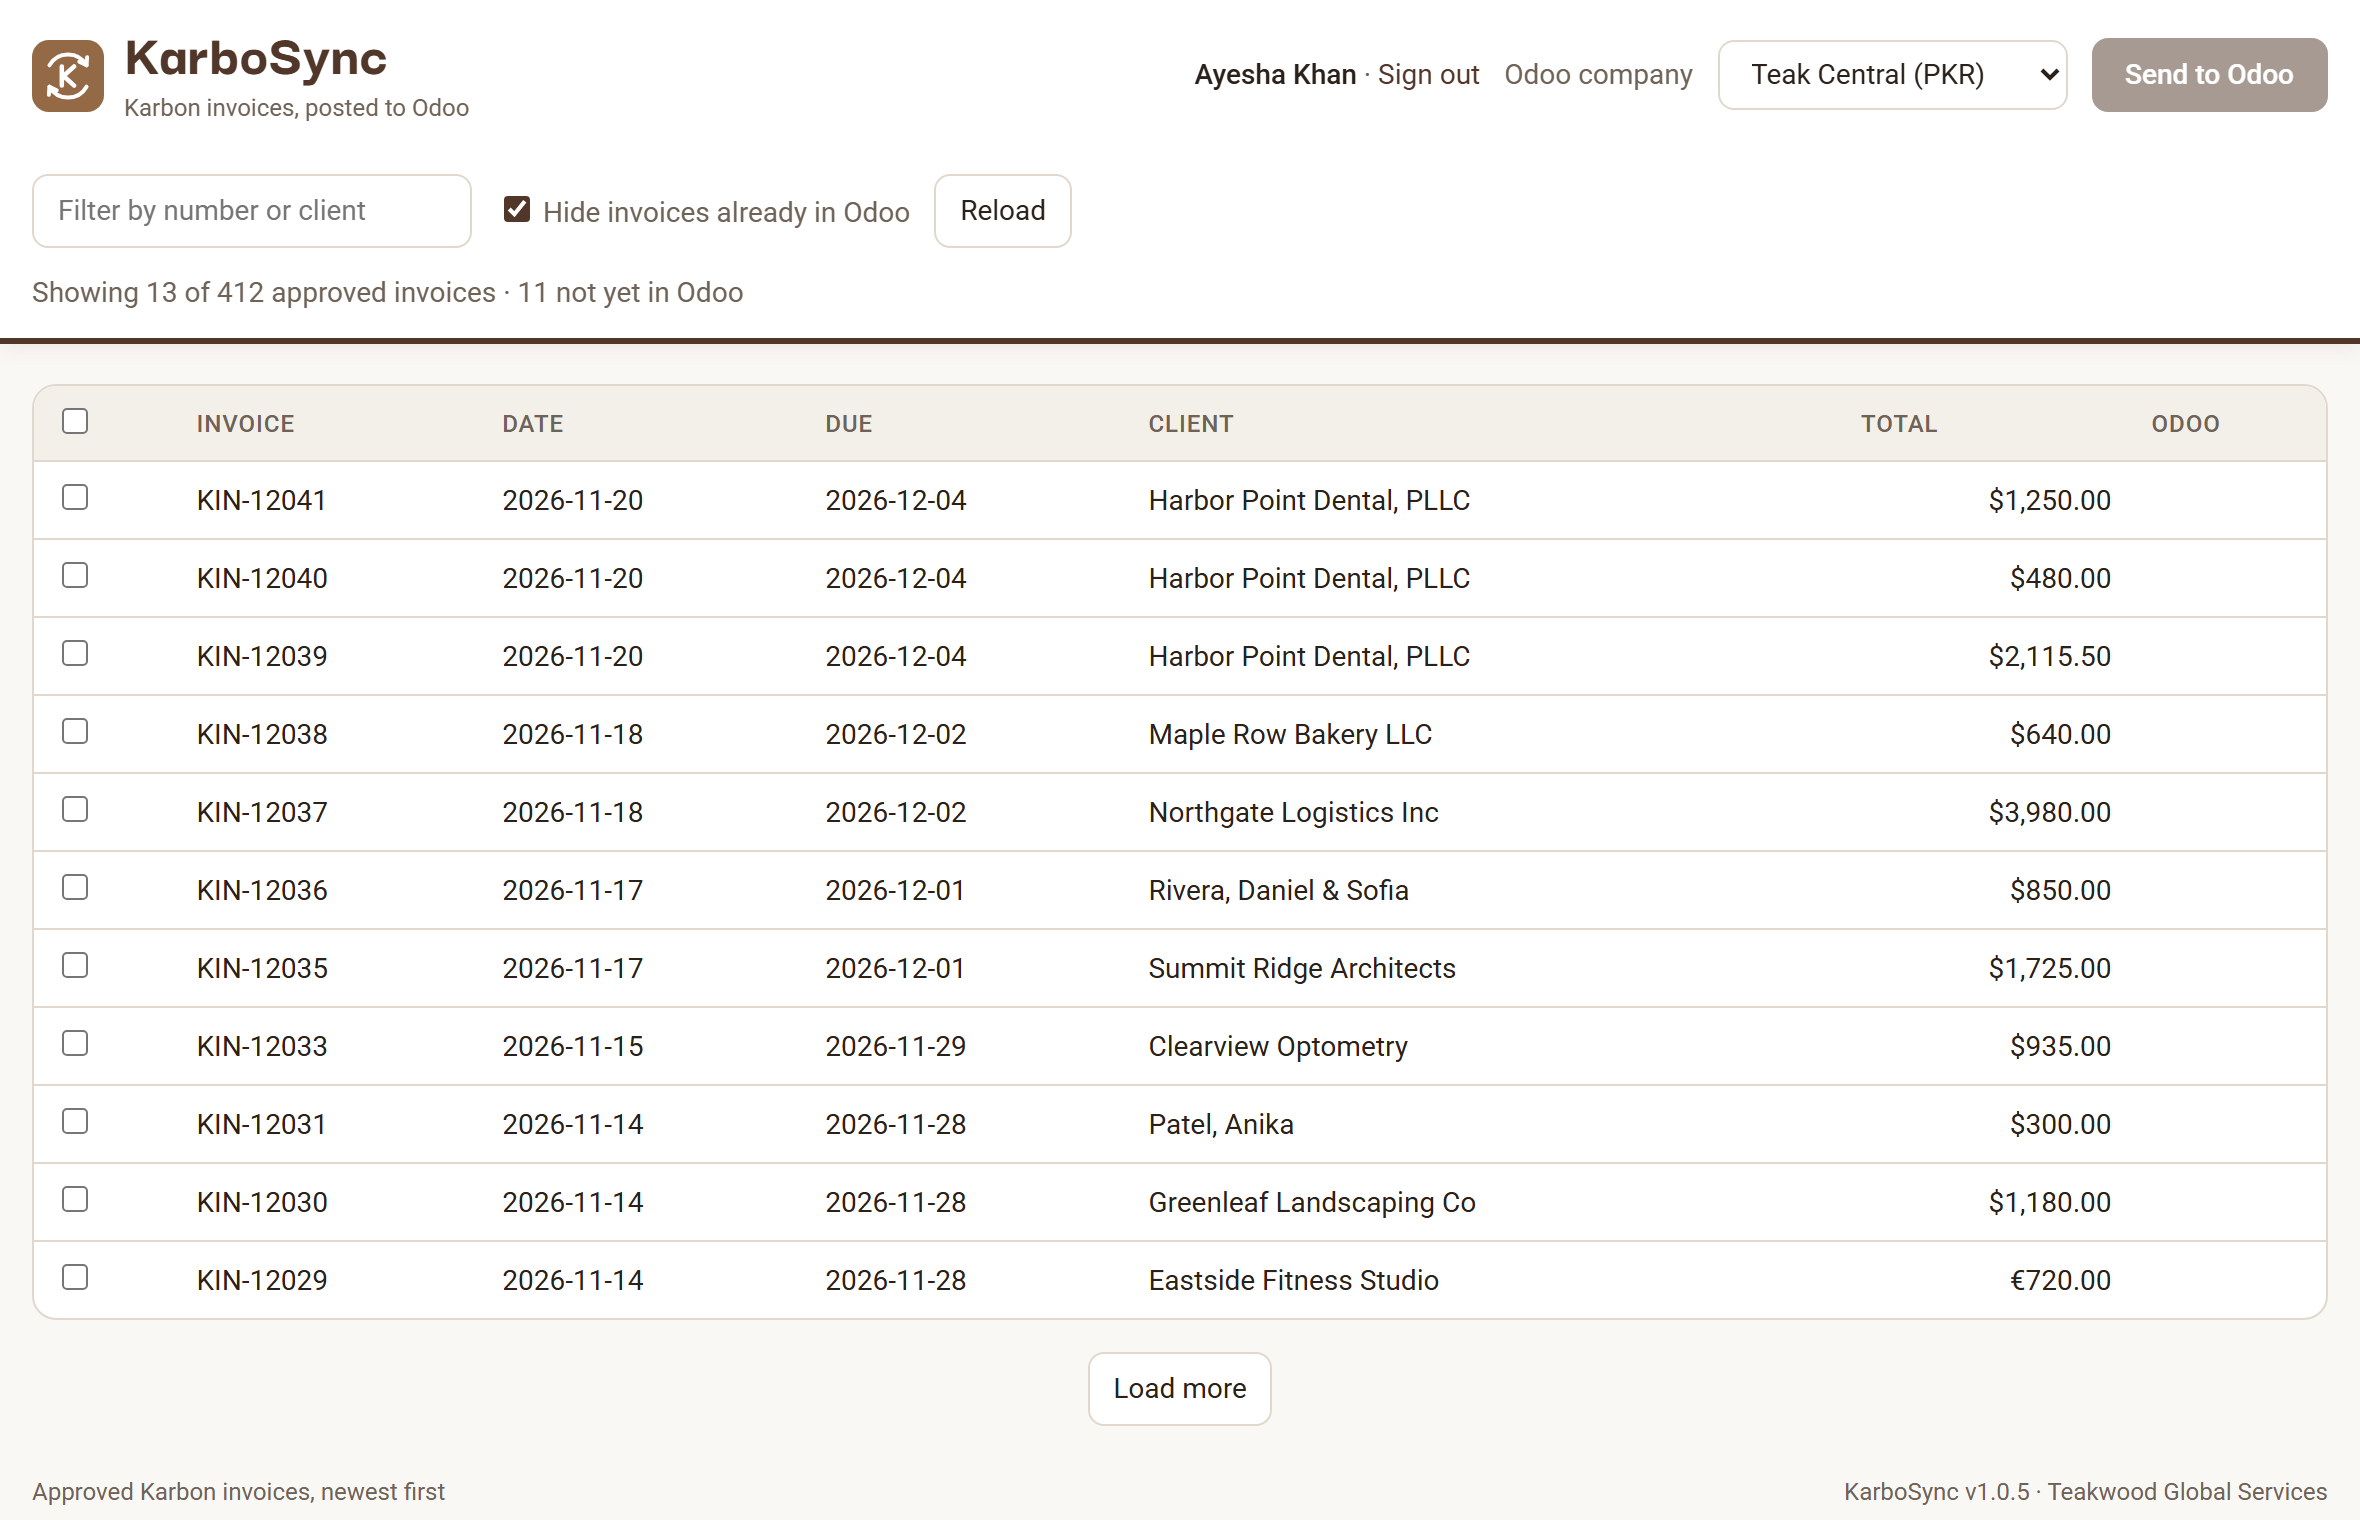 K
KarboSync
Karbon invoices, posted to Odoo
Ayesha Khan · Sign out Odoo company Teak Central (PKR) Send to Odoo
Filter by number or client Hide invoices already in Odoo Reload
Showing 13 of 412 approved invoices · 11 not yet in Odoo
INVOICE DATE DUE CLIENT TOTAL ODOO
KIN-12041 2026-11-20 2026-12-04 Harbor Point Dental, PLLC $1,250.00
KIN-12040 2026-11-20 2026-12-04 Harbor Point Dental, PLLC $480.00
KIN-12039 2026-11-20 2026-12-04 Harbor Point Dental, PLLC $2,115.50
KIN-12038 2026-11-18 2026-12-02 Maple Row Bakery LLC $640.00
KIN-12037 2026-11-18 2026-12-02 Northgate Logistics Inc $3,980.00
KIN-12036 2026-11-17 2026-12-01 Rivera, Daniel & Sofia $850.00
KIN-12035 2026-11-17 2026-12-01 Summit Ridge Architects $1,725.00
KIN-12033 2026-11-15 2026-11-29 Clearview Optometry $935.00
KIN-12031 2026-11-14 2026-11-28 Patel, Anika $300.00
KIN-12030 2026-11-14 2026-11-28 Greenleaf Landscaping Co $1,180.00
KIN-12029 2026-11-14 2026-11-28 Eastside Fitness Studio €720.00
Load more
Approved Karbon invoices, newest first KarboSync v1.0.5 · Teakwood Global Services